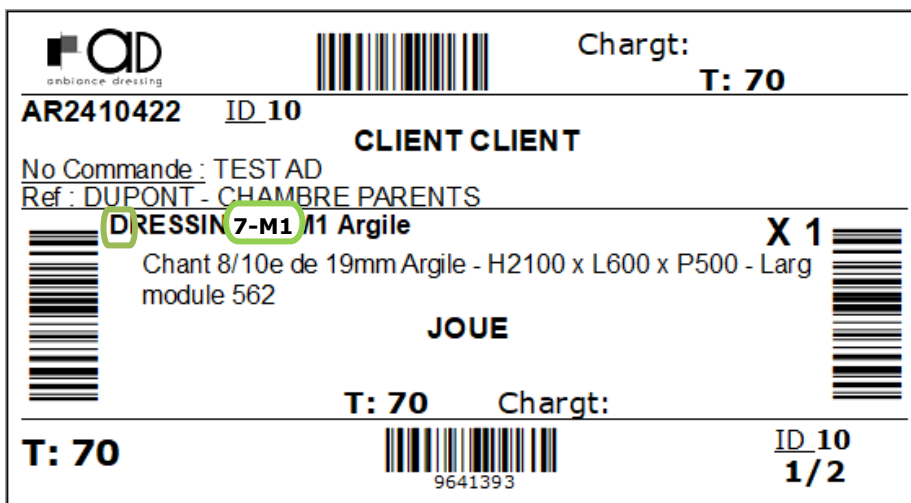 AD
ambiance dressing
Chargt:
T: 70
AR2410422 ID 10
CLIENT CLIENT
No Commande : TEST AD
Ref : DUPONT - CHAMBRE PARENTS
DRESSIN 7-M1 M1 Argile X 1
Chant 8/10e de 19mm Argile - H2100 x L600 x P500 - Larg
module 562
JOUE
T: 70 Chargt:
T: 70
9641393
ID 10
1/2